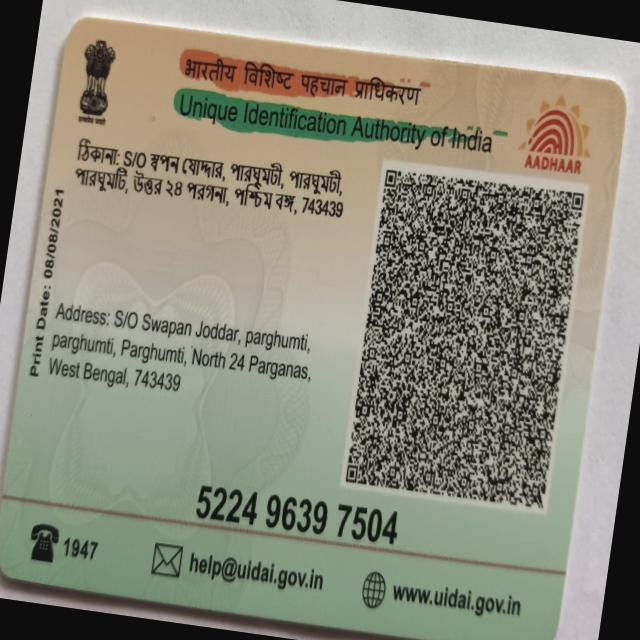 भारतीय विशिष्ट पहचान प्राधिकरण
Unique Identification Authority of India
AADHAAR
ঠিকানা: S/O স্বপন যোদ্দার, পারঘুমটী, পারঘুমটী,
পারঘুমটি, উত্তর ২৪ পরগনা, পশ্চিম বঙ্গ, 743439
Print Date: 08/08/2021
Address: S/O Swapan Joddar, parghumti,
parghumti, Parghumti, North 24 Parganas,
West Bengal, 743439
5224 9639 7504
1947
help@uidai.gov.in
www.uidai.gov.in